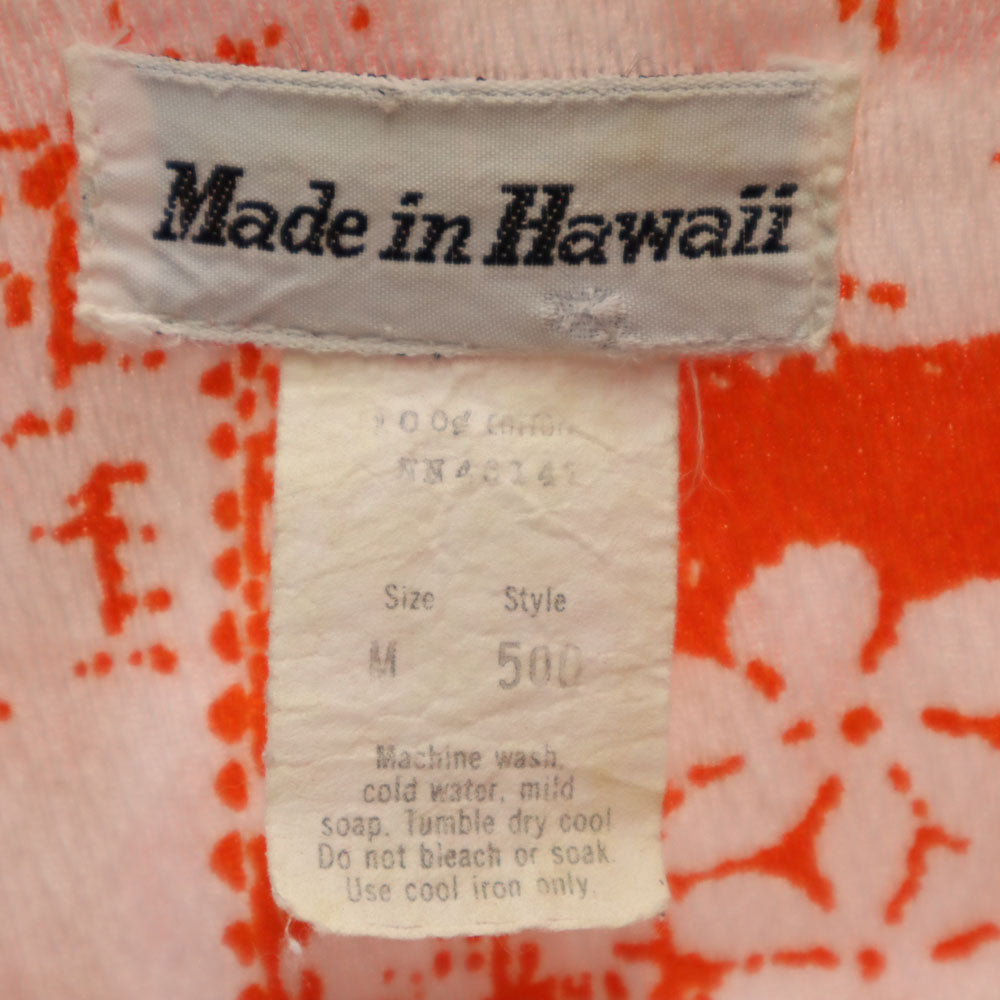 Made in Hawaii
Size Style
M 500
Machine wash,
cold water, mild
soap. Tumble dry cool
Do not bleach or soak.
Use cool iron only.